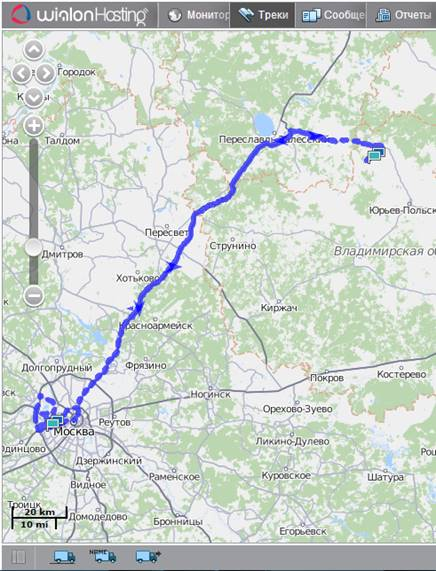 wialonHosting
Монитор
Треки
Сообще
Отчеты
Городок
Талдом
Переславль-Залесский
Юрьев-Польск
Пересвет
Струнино
Дмитров
Владимирская об
Хотьково
Киржач
Красноармейск
Долгопрудный
Фрязино
Покров
Костерево
Ногинск
Орехово-Зуево
Реутов
Москва
Ликино-Дулево
Одинцово
Дзержинский
Видное
Раменское
Куровское
Шатура
Троицк
20 km
10 mi
Домодедово
Бронницы
Егорьевск
NAME